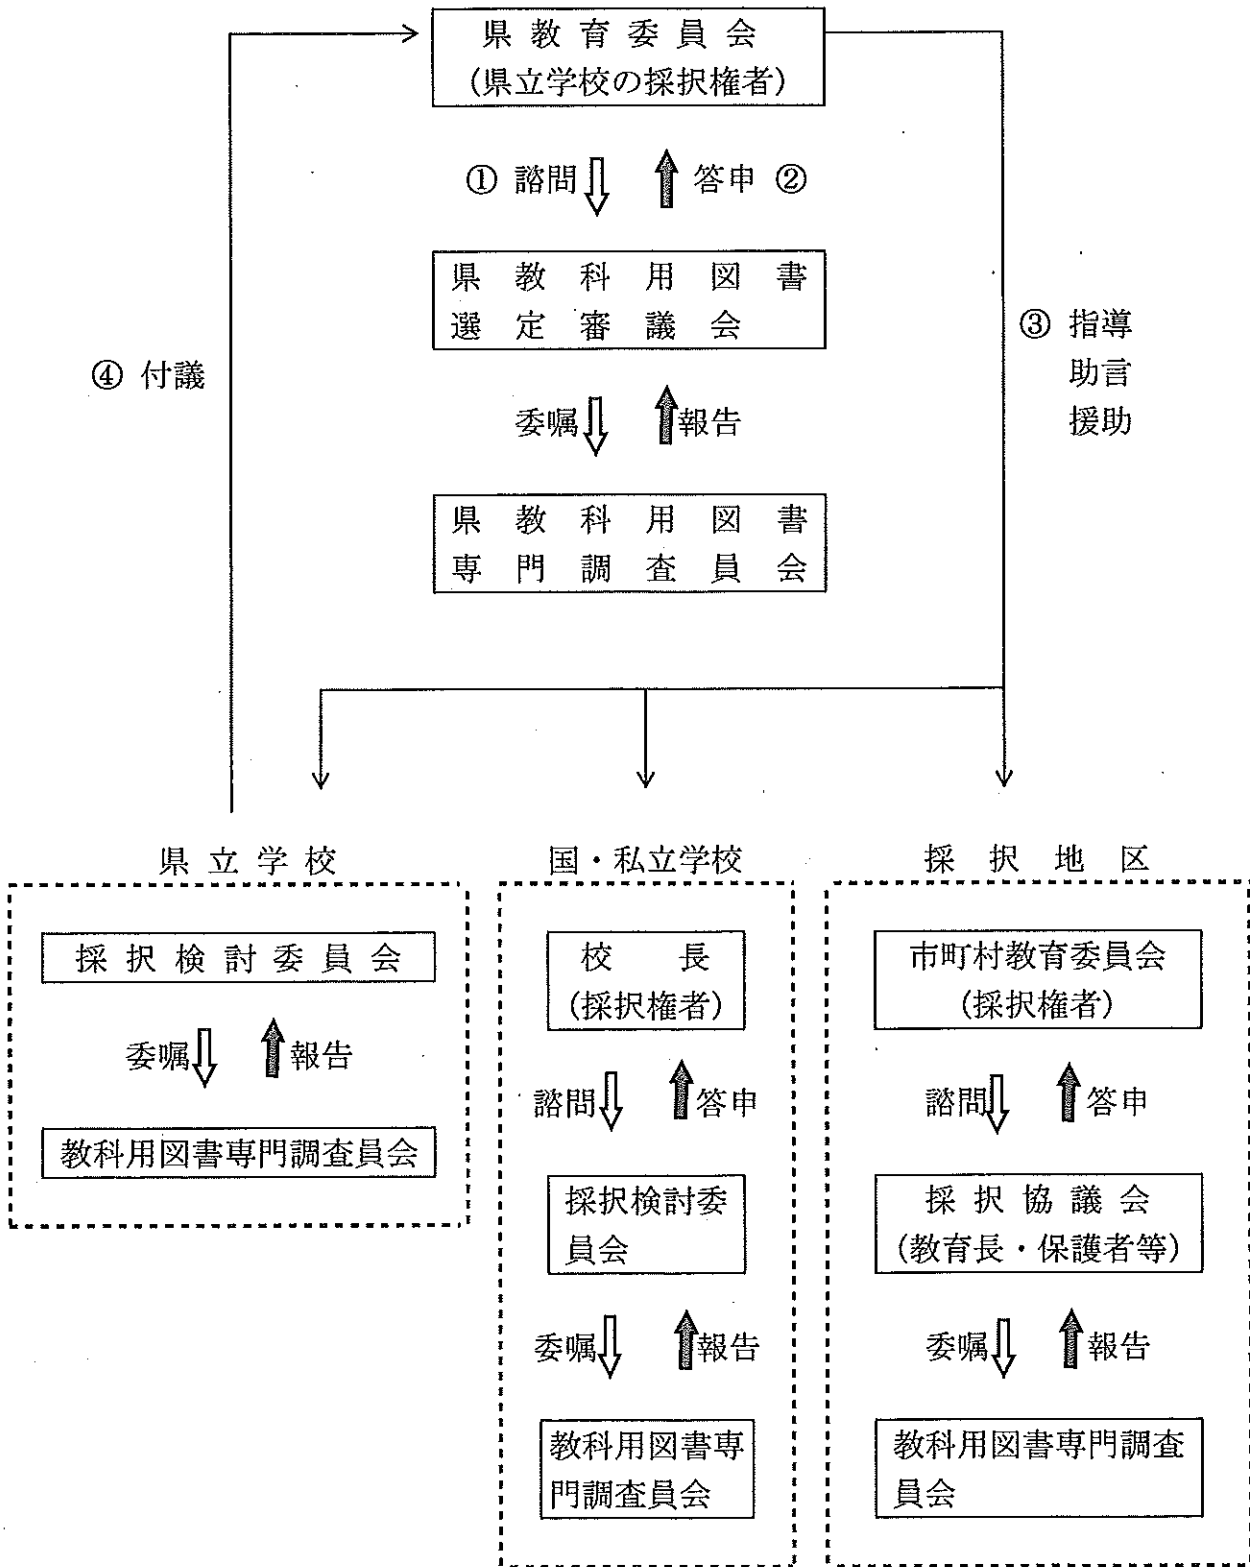 県教育委員会
(県立学校の採択権者)
① 諮問
答申 ②
県教科用図書
選定審議会
③ 指導
助言
援助
④ 付議
委嘱
報告
県教科用図書
専門調査員会
県立学校
採択検討委員会
委嘱
報告
教科用図書専門調査員会
国・私立学校
校長
(採択権者)
諮問
答申
採択検討委
員会
委嘱
報告
教科用図書専
門調査員会
採択地区
市町村教育委員会
(採択権者)
諮問
答申
採択協議会
(教育長・保護者等)
委嘱
報告
教科用図書専門調査
員会